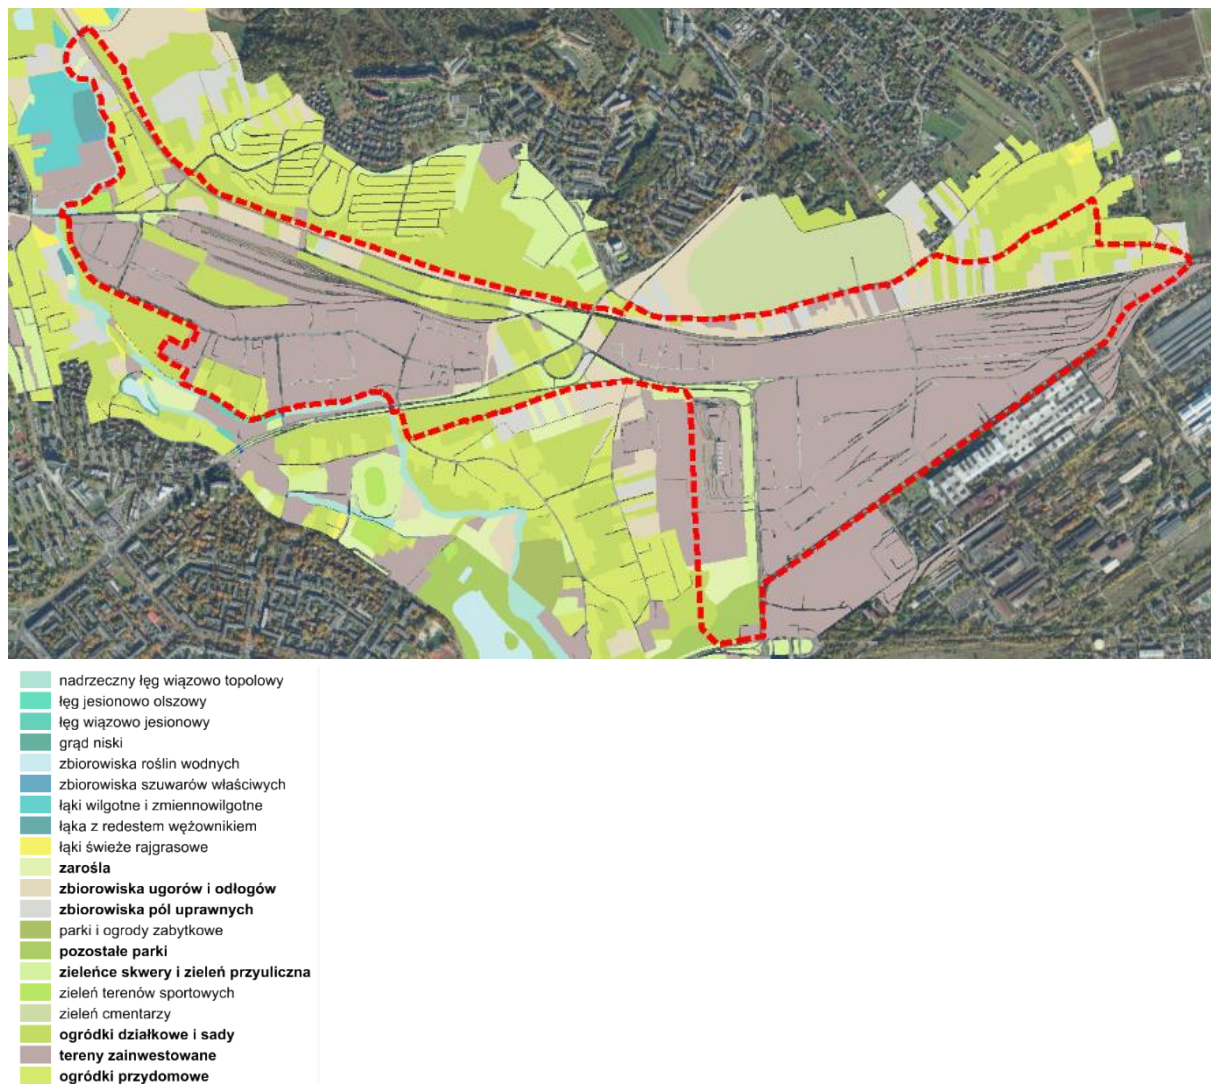 nadrzeczny łęg wiązowo topolowy
łęg jesionowo olszowy
łęg wiązowo jesionowy
grąd niski
zbiorowiska roślin wodnych
zbiorowiska szuwarów właściwych
łąki wilgotne i zmiennowilgotne
łąka z redestem wężownikiem
łąki świeże rajgrasowe
zarośla
zbiorowiska ugorów i odłogów
zbiorowiska pól uprawnych
parki i ogrody zabytkowe
pozostałe parki
zieleńce skwery i zieleń przyuliczna
zieleń terenów sportowych
zieleń cmentarzy
ogródki działkowe i sady
tereny zainwestowane
ogródki przydomowe